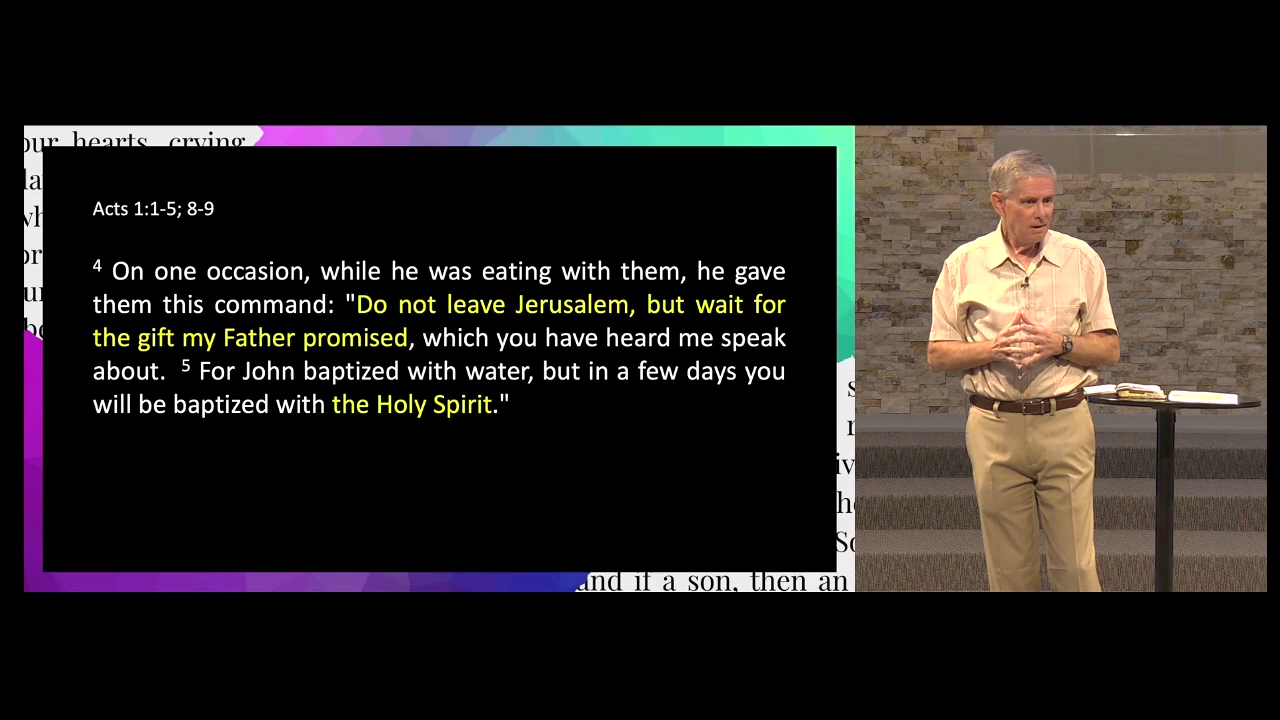 our hearts, crying
Acts 1:1-5; 8-9
4 On one occasion, while he was eating with them, he gave
them this command: "Do not leave Jerusalem, but wait for
the gift my Father promised, which you have heard me speak
about. 5 For John baptized with water, but in a few days you
will be baptized with the Holy Spirit."
and if a son, then an